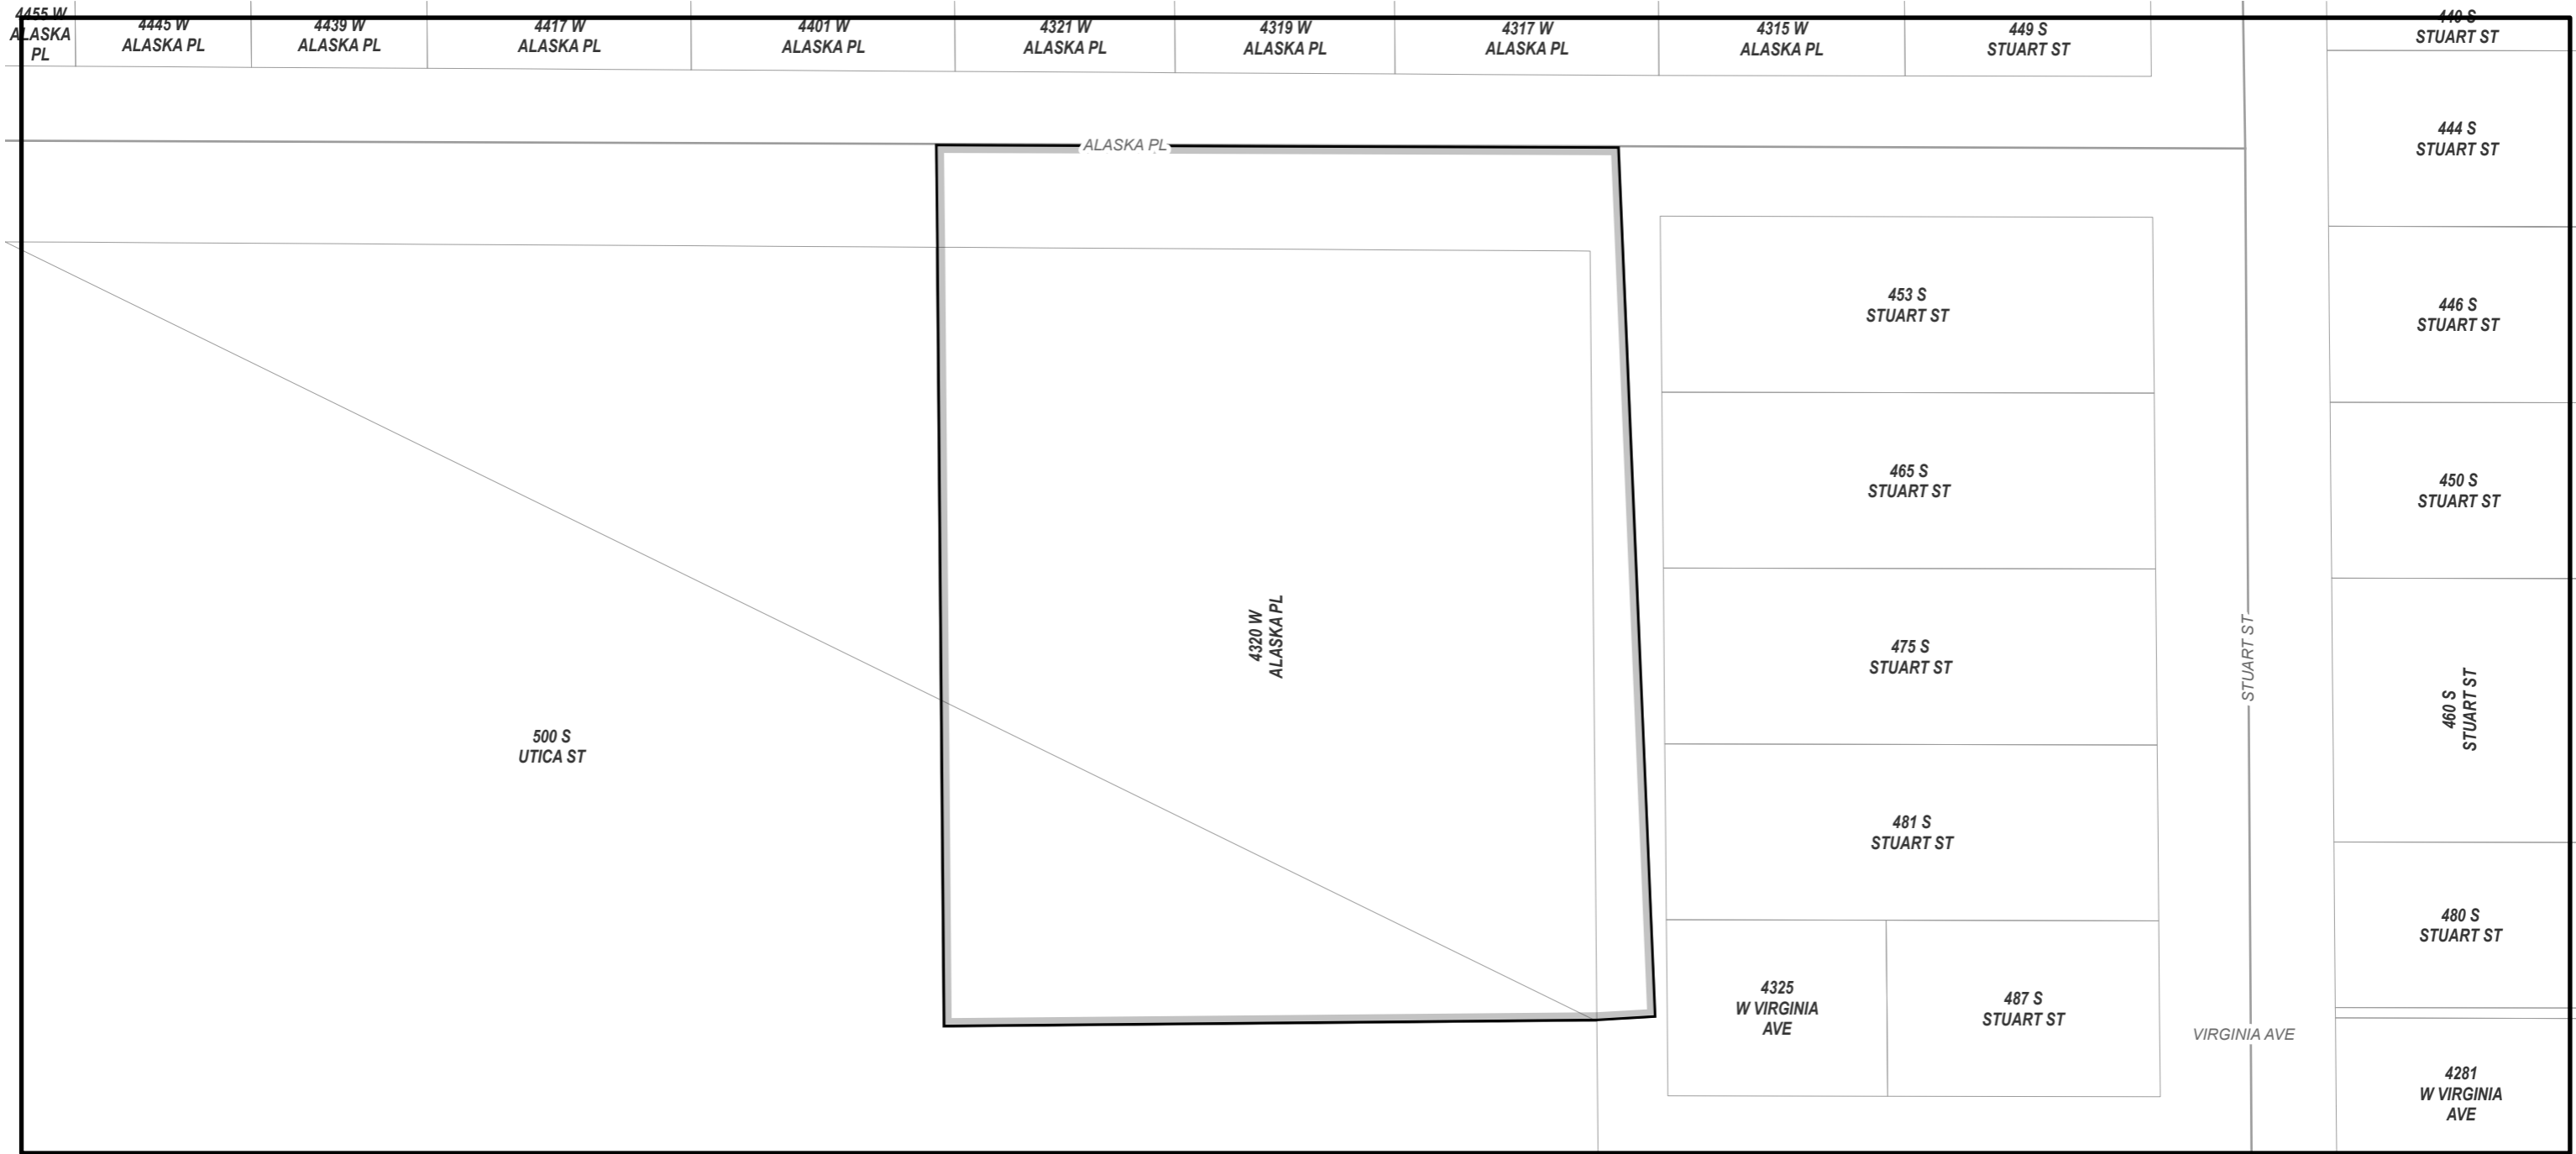 4455 W
ALASKA
PL
4445 W
ALASKA PL
4439 W
ALASKA PL
4417 W
ALASKA PL
4401 W
ALASKA PL
4321 W
ALASKA PL
4319 W
ALASKA PL
4317 W
ALASKA PL
4315 W
ALASKA PL
449 S
STUART ST
440 S
STUART ST
444 S
STUART ST
ALASKA PL
453 S
STUART ST
446 S
STUART ST
465 S
STUART ST
450 S
STUART ST
4320 W
ALASKA PL
475 S
STUART ST
STUART ST
460 S
STUART ST
500 S
UTICA ST
481 S
STUART ST
480 S
STUART ST
4325
W VIRGINIA
AVE
487 S
STUART ST
VIRGINIA AVE
4281
W VIRGINIA
AVE